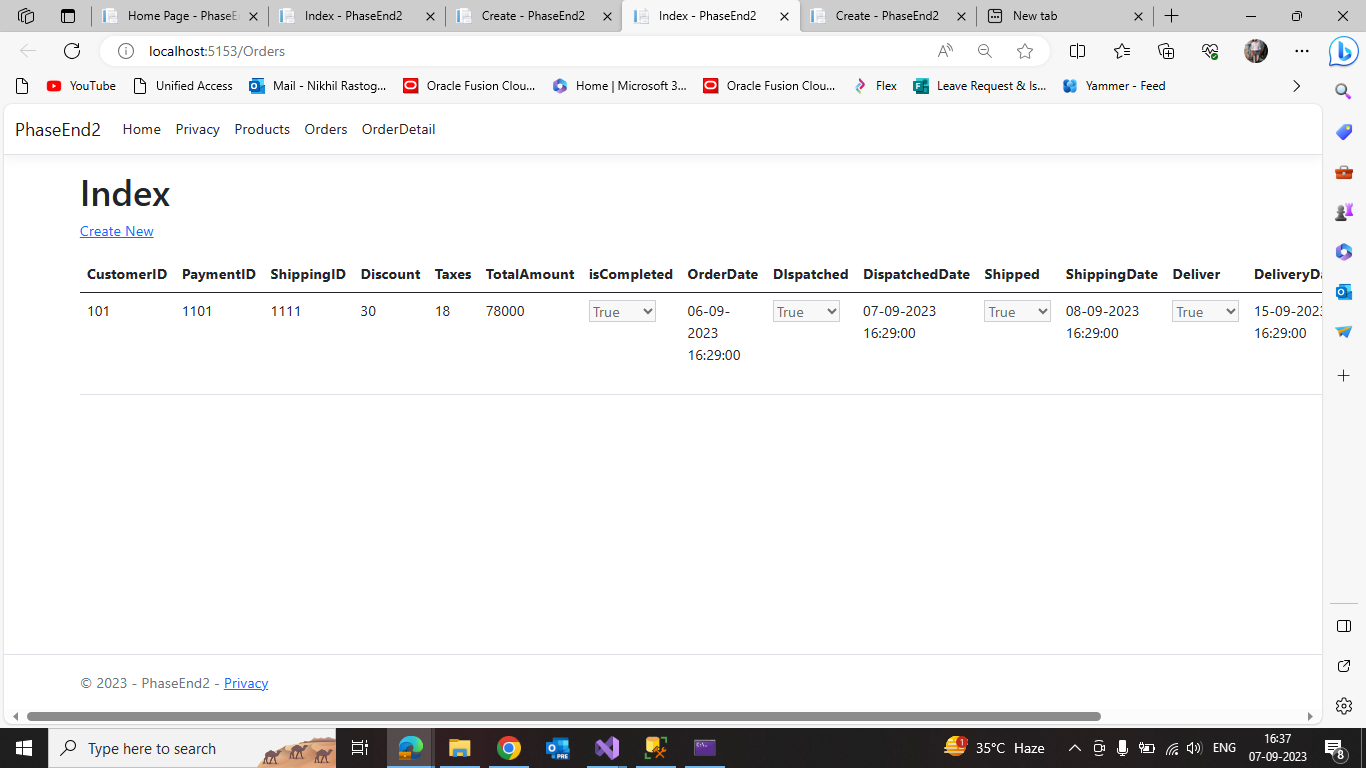 Home Page - PhaseE
Index - PhaseEnd2
Create - PhaseEnd2
Index - PhaseEnd2
Create - PhaseEnd2
New tab
localhost:5153/Orders
YouTube
Unified Access
Mail - Nikhil Rastog...
Oracle Fusion Clou...
Home | Microsoft 3...
Oracle Fusion Clou...
Flex
Leave Request & Is...
Yammer - Feed
PhaseEnd2 Home Privacy Products Orders OrderDetail
Index
Create New
CustomerID PaymentID ShippingID Discount Taxes TotalAmount isCompleted OrderDate DIspatched DispatchedDate Shipped ShippingDate Deliver DeliveryDa
101 1101 1111 30 18 78000 True 06-09- True 07-09-2023 True 08-09-2023 True 15-09-2023
2023 16:29:00 16:29:00 16:29:00
16:29:00
© 2023 - PhaseEnd2 - Privacy
Type here to search
PRE
1
35°C Haze
ENG
16:37
07-09-2023
8